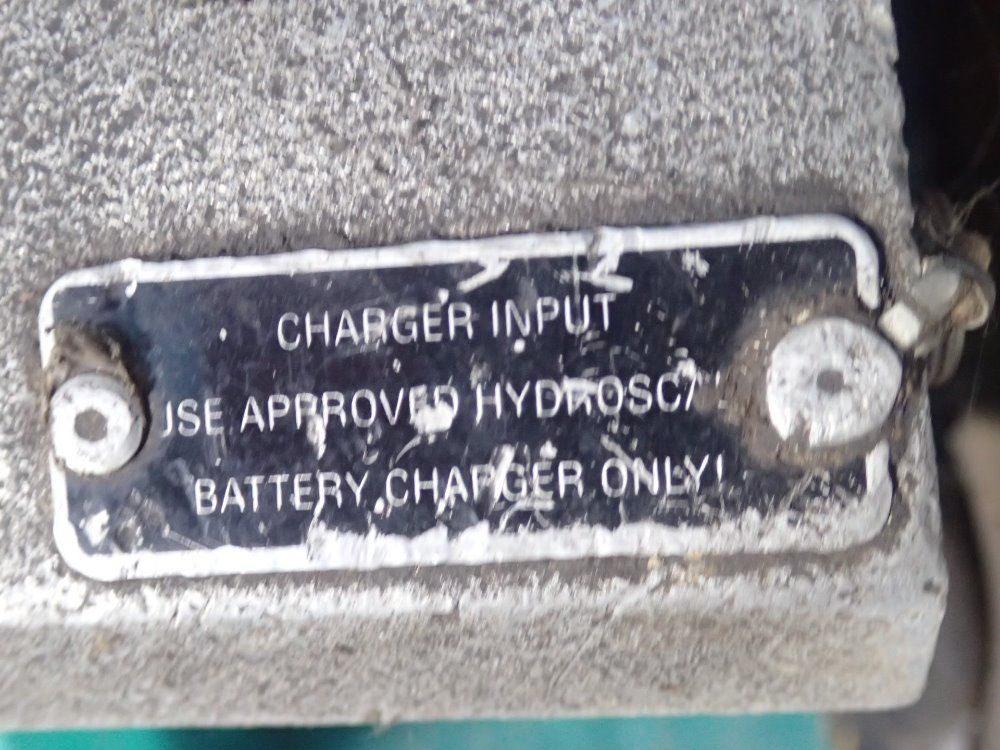 CHARGER INPUT
USE APPROVED
BATTERY CHARGER ONLY!